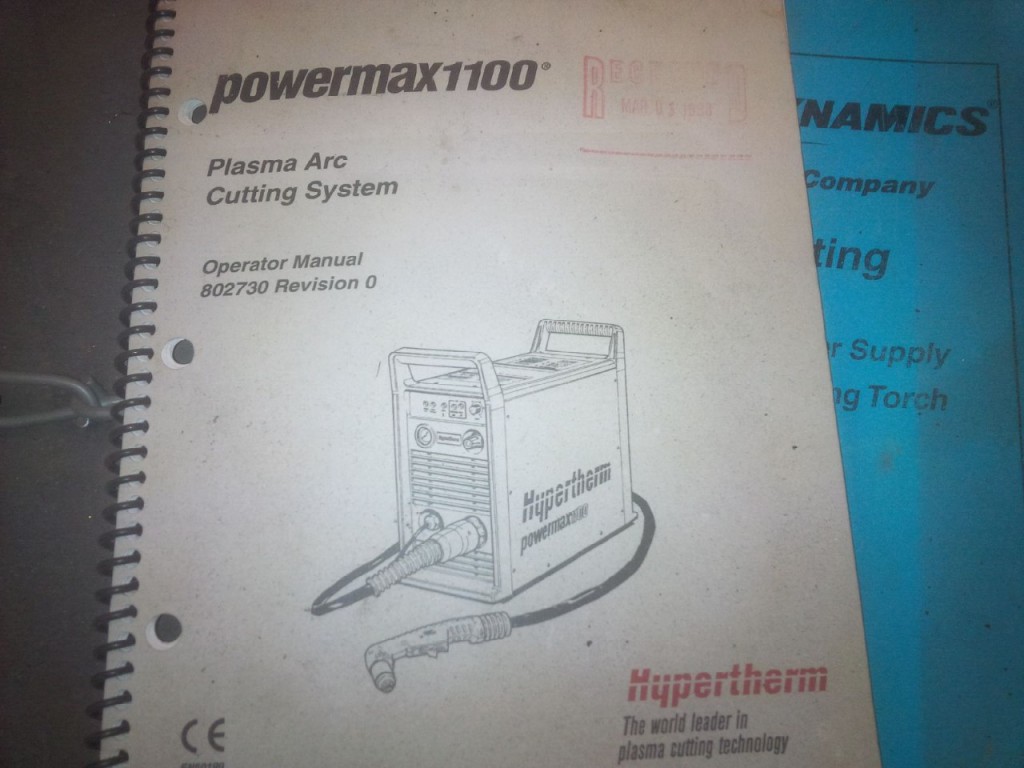 powermax1100®
Plasma Arc
Cutting System
Operator Manual
802730 Revision 0
Hypertherm
powermax
Hypertherm
The world leader in
plasma cutting technology
CE
NAMICS®
Company
ting
r Supply
ng Torch